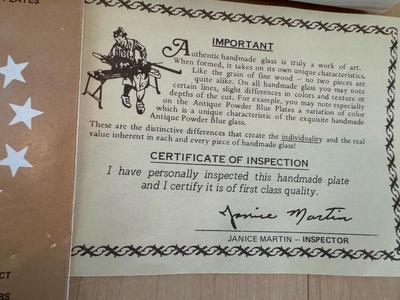 PLATES
IMPORTANT
Authentic handmade glass is truly a work of art.
When formed, it takes on its own unique characteristics.
Like the grain of fine wood — no two pieces are
quite alike. On all handmade glass you may note
certain lines, slight differences in colors and texture or
depths of the cut. For example, you may note especially
on the Antique Powder Blue Plates a variation of color
which is a unique characteristic of the exquisite handmade
Antique Powder Blue glass.
These are the distinctive differences that create the individuality and the real
value inherent in each and every piece of handmade glass!
CERTIFICATE OF INSPECTION
I have personally inspected this handmade plate
and I certify it is of first class quality.
Janice Martin
JANICE MARTIN — INSPECTOR